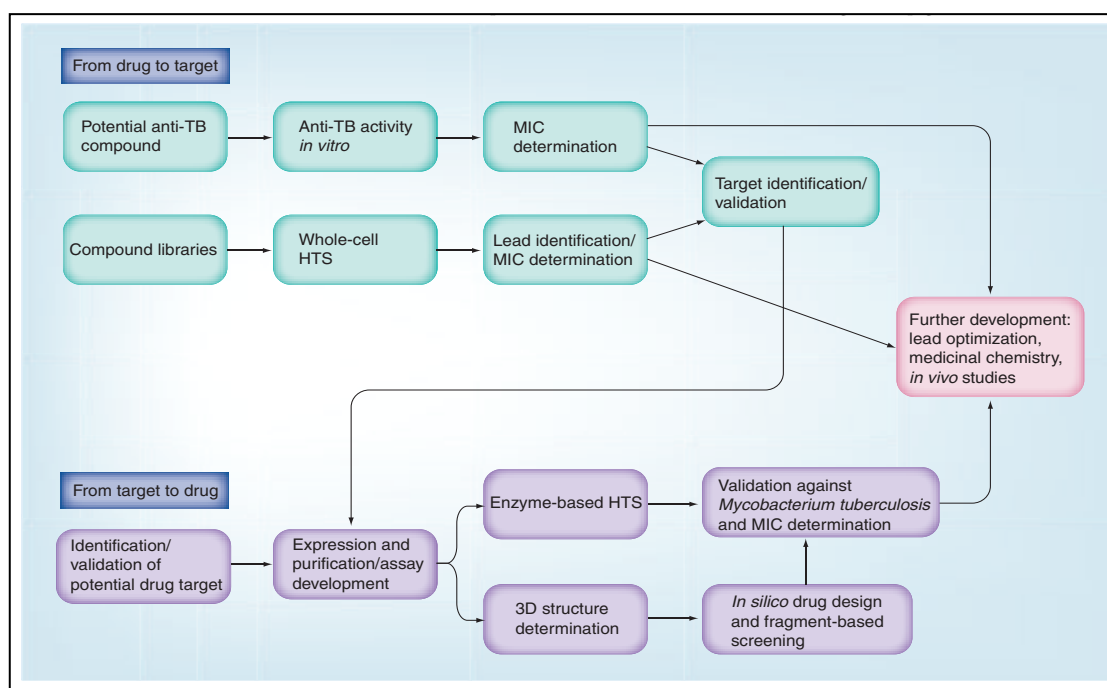 From drug to target
Potential anti-TB
compound
Anti-TB activity
in vitro
MIC
determination
Target identification/
validation
Compound libraries
Whole-cell
HTS
Lead identification/
MIC determination
Further development:
lead optimization,
medicinal chemistry,
in vivo studies
From target to drug
Identification/
validation of
potential drug target
Expression and
purification/assay
development
Enzyme-based HTS
Validation against
Mycobacterium tuberculosis
and MIC determination
3D structure
determination
In silico drug design
and fragment-based
screening